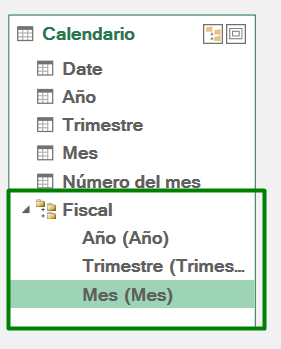 Calendario
Date
Año
Trimestre
Mes
Número del mes
Fiscal
Año (Año)
Trimestre (Trimes...
Mes (Mes)